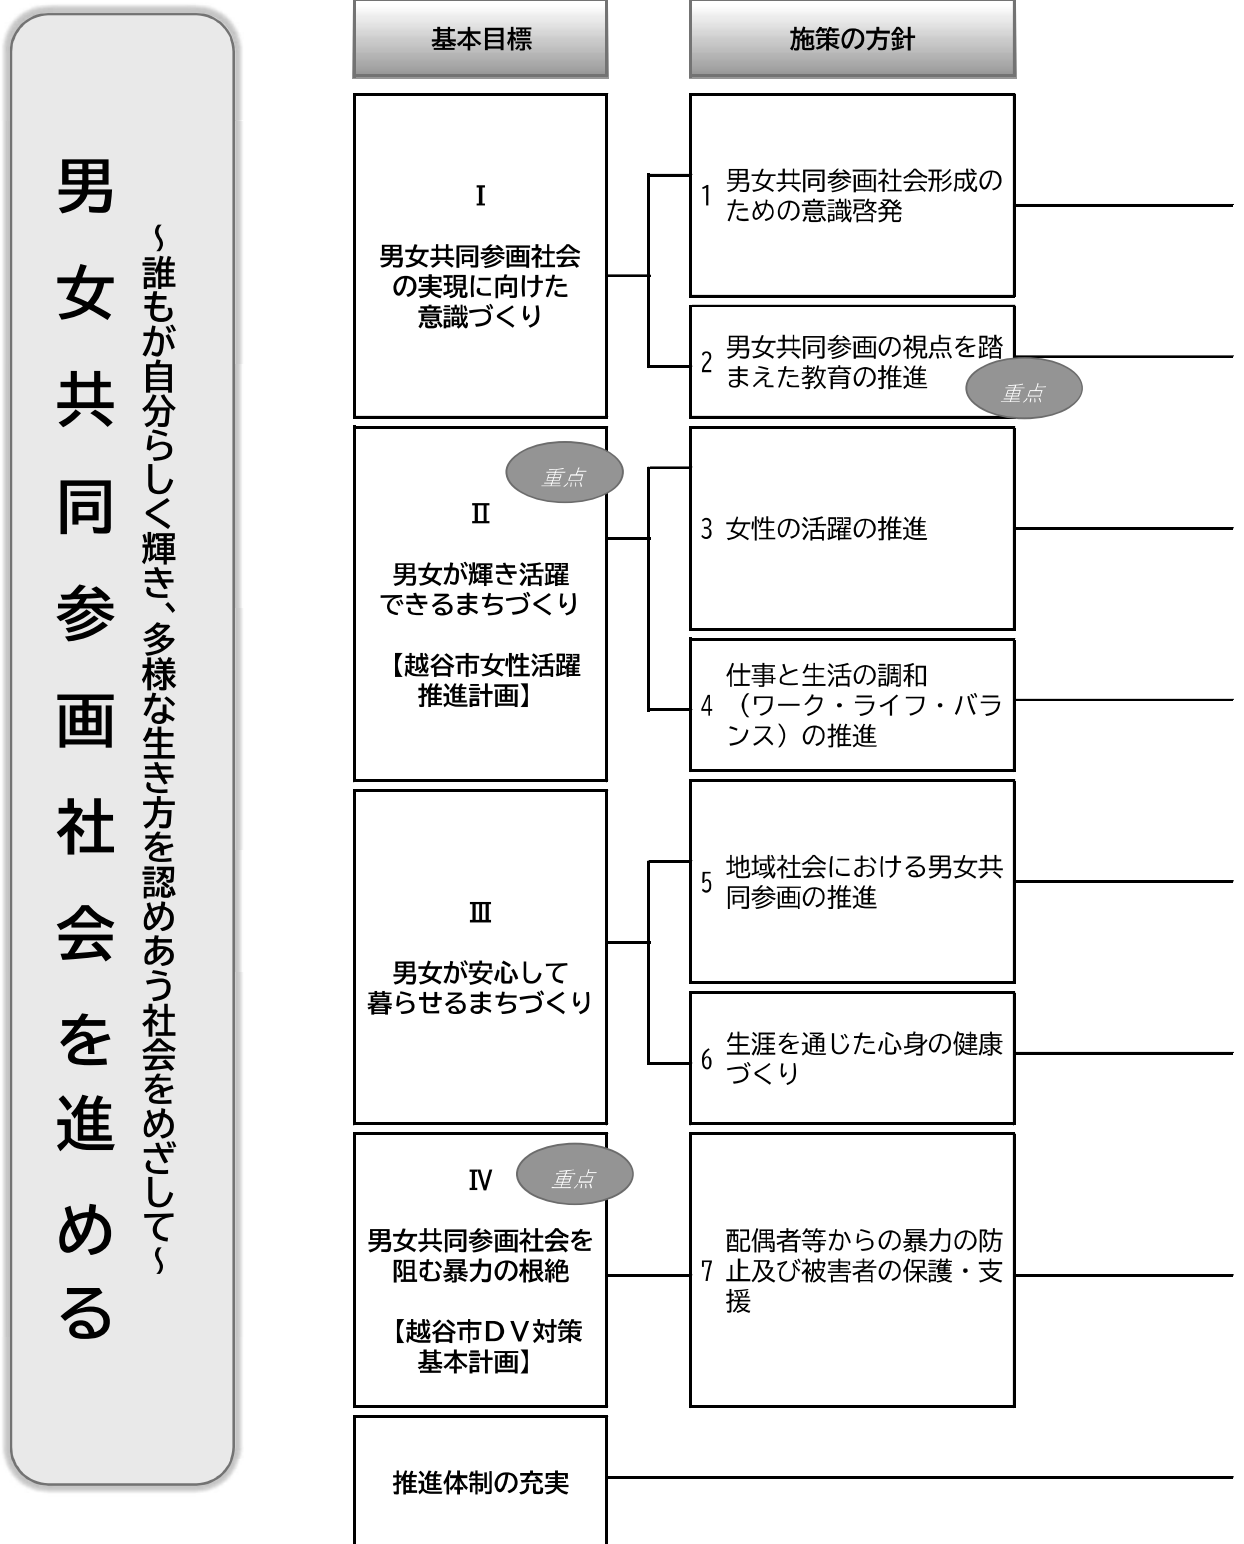 男女共同参画社会を進める
～誰もが自分らしく輝き、多様な生き方を認めあう社会をめざして～
基本目標
施策の方針
Ⅰ
男女共同参画社会
の実現に向けた
意識づくり
1 男女共同参画社会形成の
ための意識啓発
2 男女共同参画の視点を踏
まえた教育の推進
重点
重点
Ⅱ
男女が輝き活躍
できるまちづくり
【越谷市女性活躍
推進計画】
3 女性の活躍の推進
4 仕事と生活の調和
（ワーク・ライフ・バラ
ンス）の推進
Ⅲ
男女が安心して
暮らせるまちづくり
5 地域社会における男女共
同参画の推進
6 生涯を通じた心身の健康
づくり
Ⅳ
重点
男女共同参画社会を
阻む暴力の根絶
【越谷市ＤＶ対策
基本計画】
7 配偶者等からの暴力の防
止及び被害者の保護・支
援
推進体制の充実